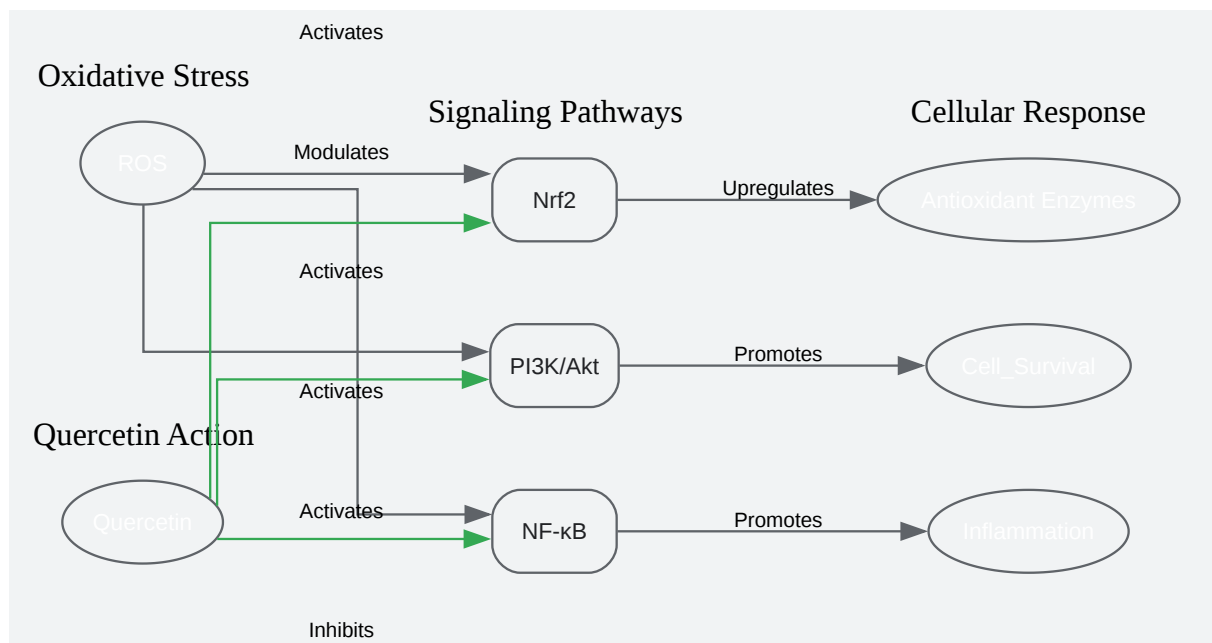 Activates
Oxidative Stress
Signaling Pathways
Cellular Response
ROS
Modulates
Nrf2
Upregulates
Antioxidant Enzymes
Activates
PI3K/Akt
Promotes
Cell_Survival
Activates
Quercetin Action
Quercetin
Activates
NF-κB
Promotes
Inflammation
Inhibits